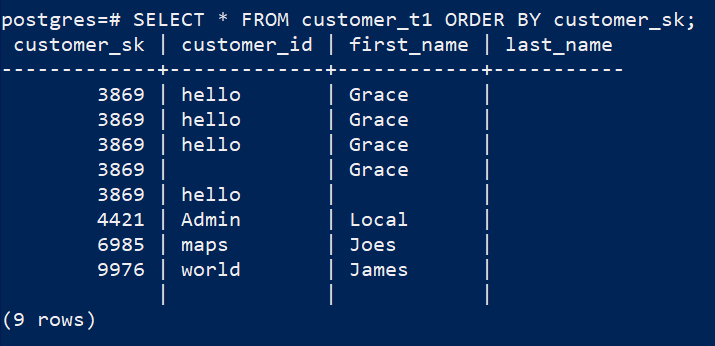 postgres=# SELECT * FROM customer_t1 ORDER BY customer_sk;
 customer_sk | customer_id | first_name | last_name
-------------+-------------+------------+-----------
        3869 | hello       | Grace      |
        3869 | hello       | Grace      |
        3869 | hello       | Grace      |
        3869 |             | Grace      |
        3869 | hello       |            |
        4421 | Admin       | Local      |
        6985 | maps        | Joes       |
        9976 | world       | James      |
             |             |            |
(9 rows)